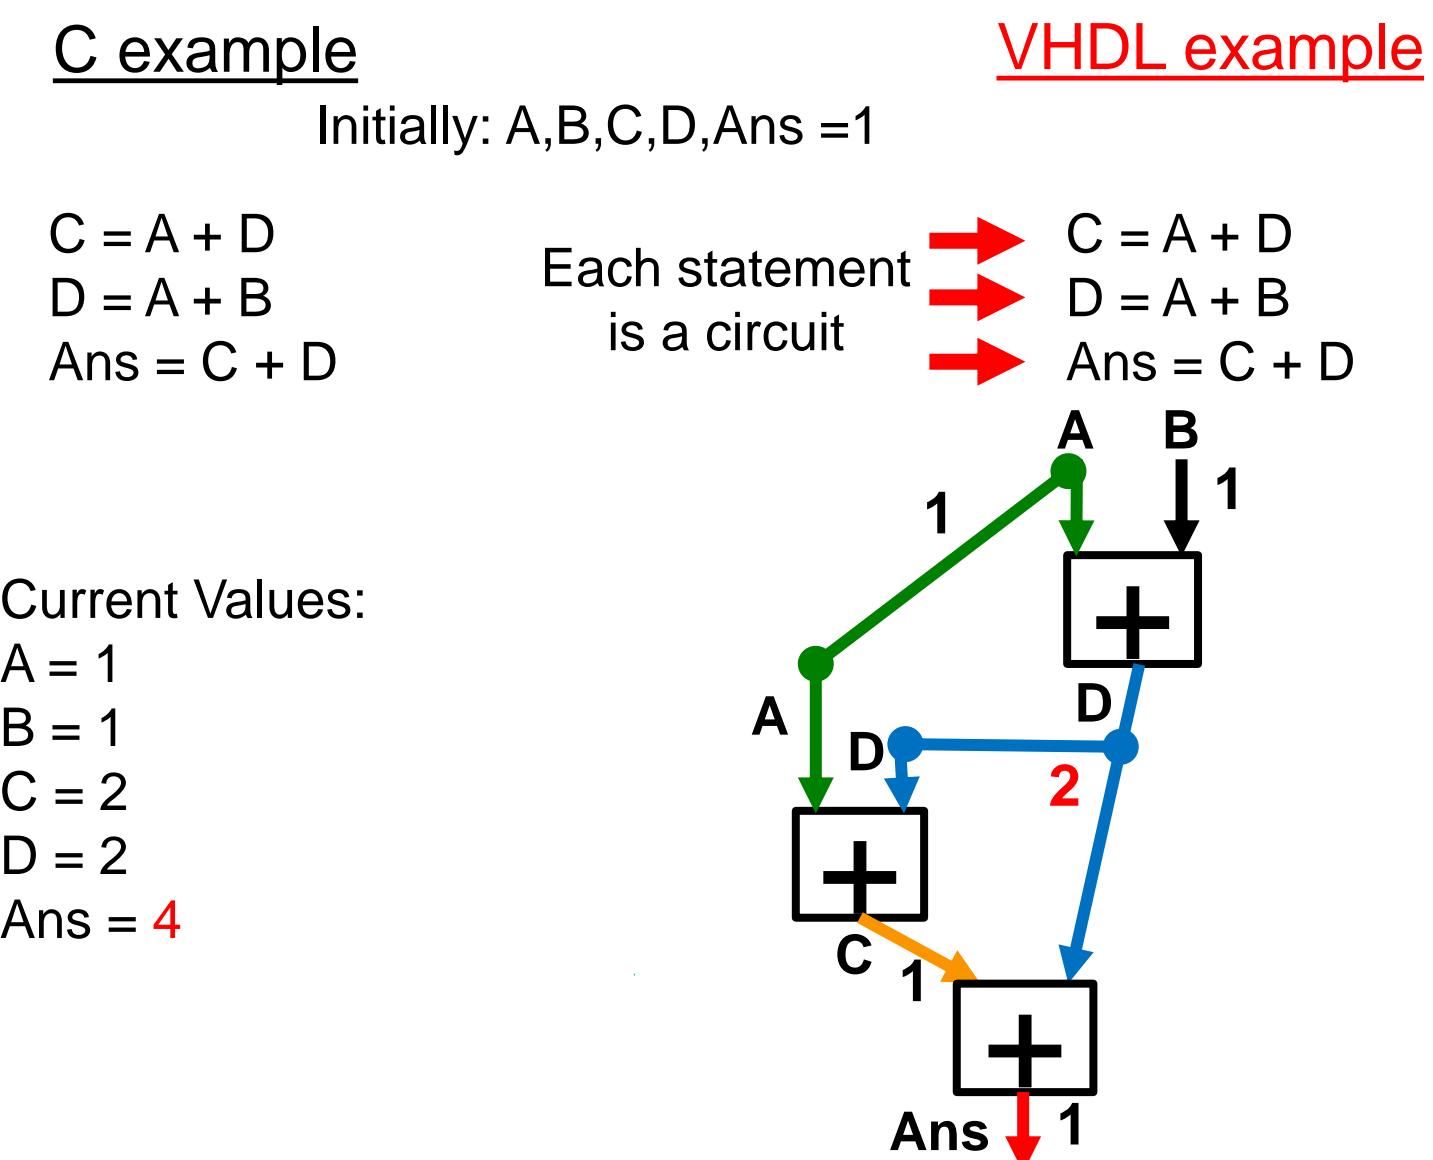 C example
VHDL example
Initially: A,B,C,D,Ans =1
C = A + D
D = A + B
Ans = C + D
Each statement
is a circuit
C = A + D
D = A + B
Ans = C + D
A
B
1
1
+
Current Values:
A = 1
B = 1
C = 2
D = 2
Ans = 4
D
A
D
2
+
C
1
+
Ans
1